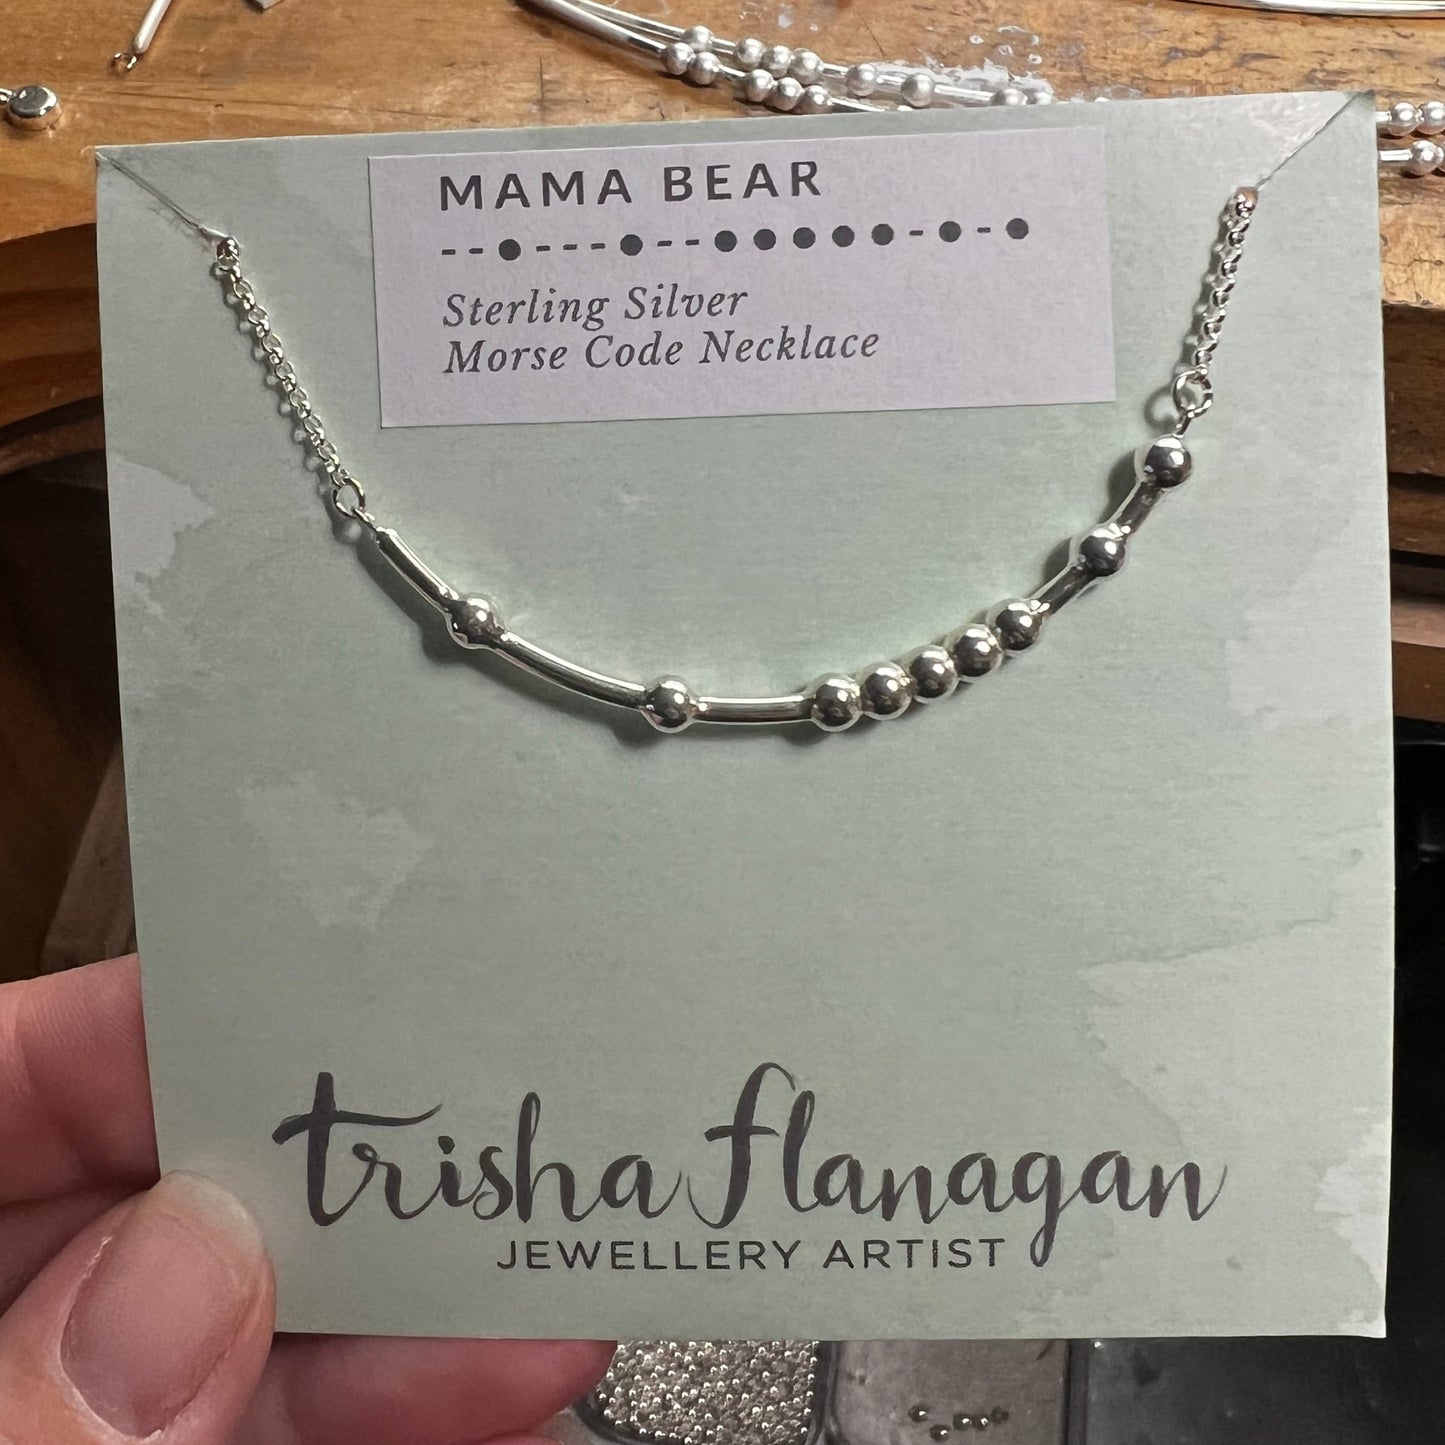 MAMA BEAR
--●---●--●●●●●-●-●
Sterling Silver
Morse Code Necklace
trisha flanagan
JEWELLERY ARTIST